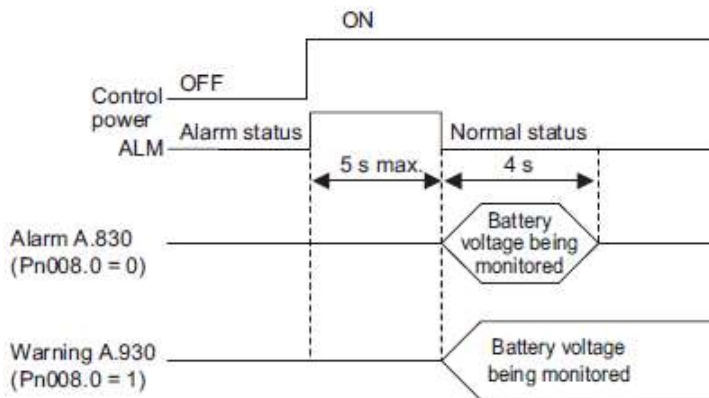 ON
OFF
Control
power
Alarm status
Normal status
ALM
5 s max.
4 s
Alarm A.830
(Pn008.0 = 0)
Battery
voltage being
monitored
Warning A.930
(Pn008.0 = 1)
Battery voltage
being monitored